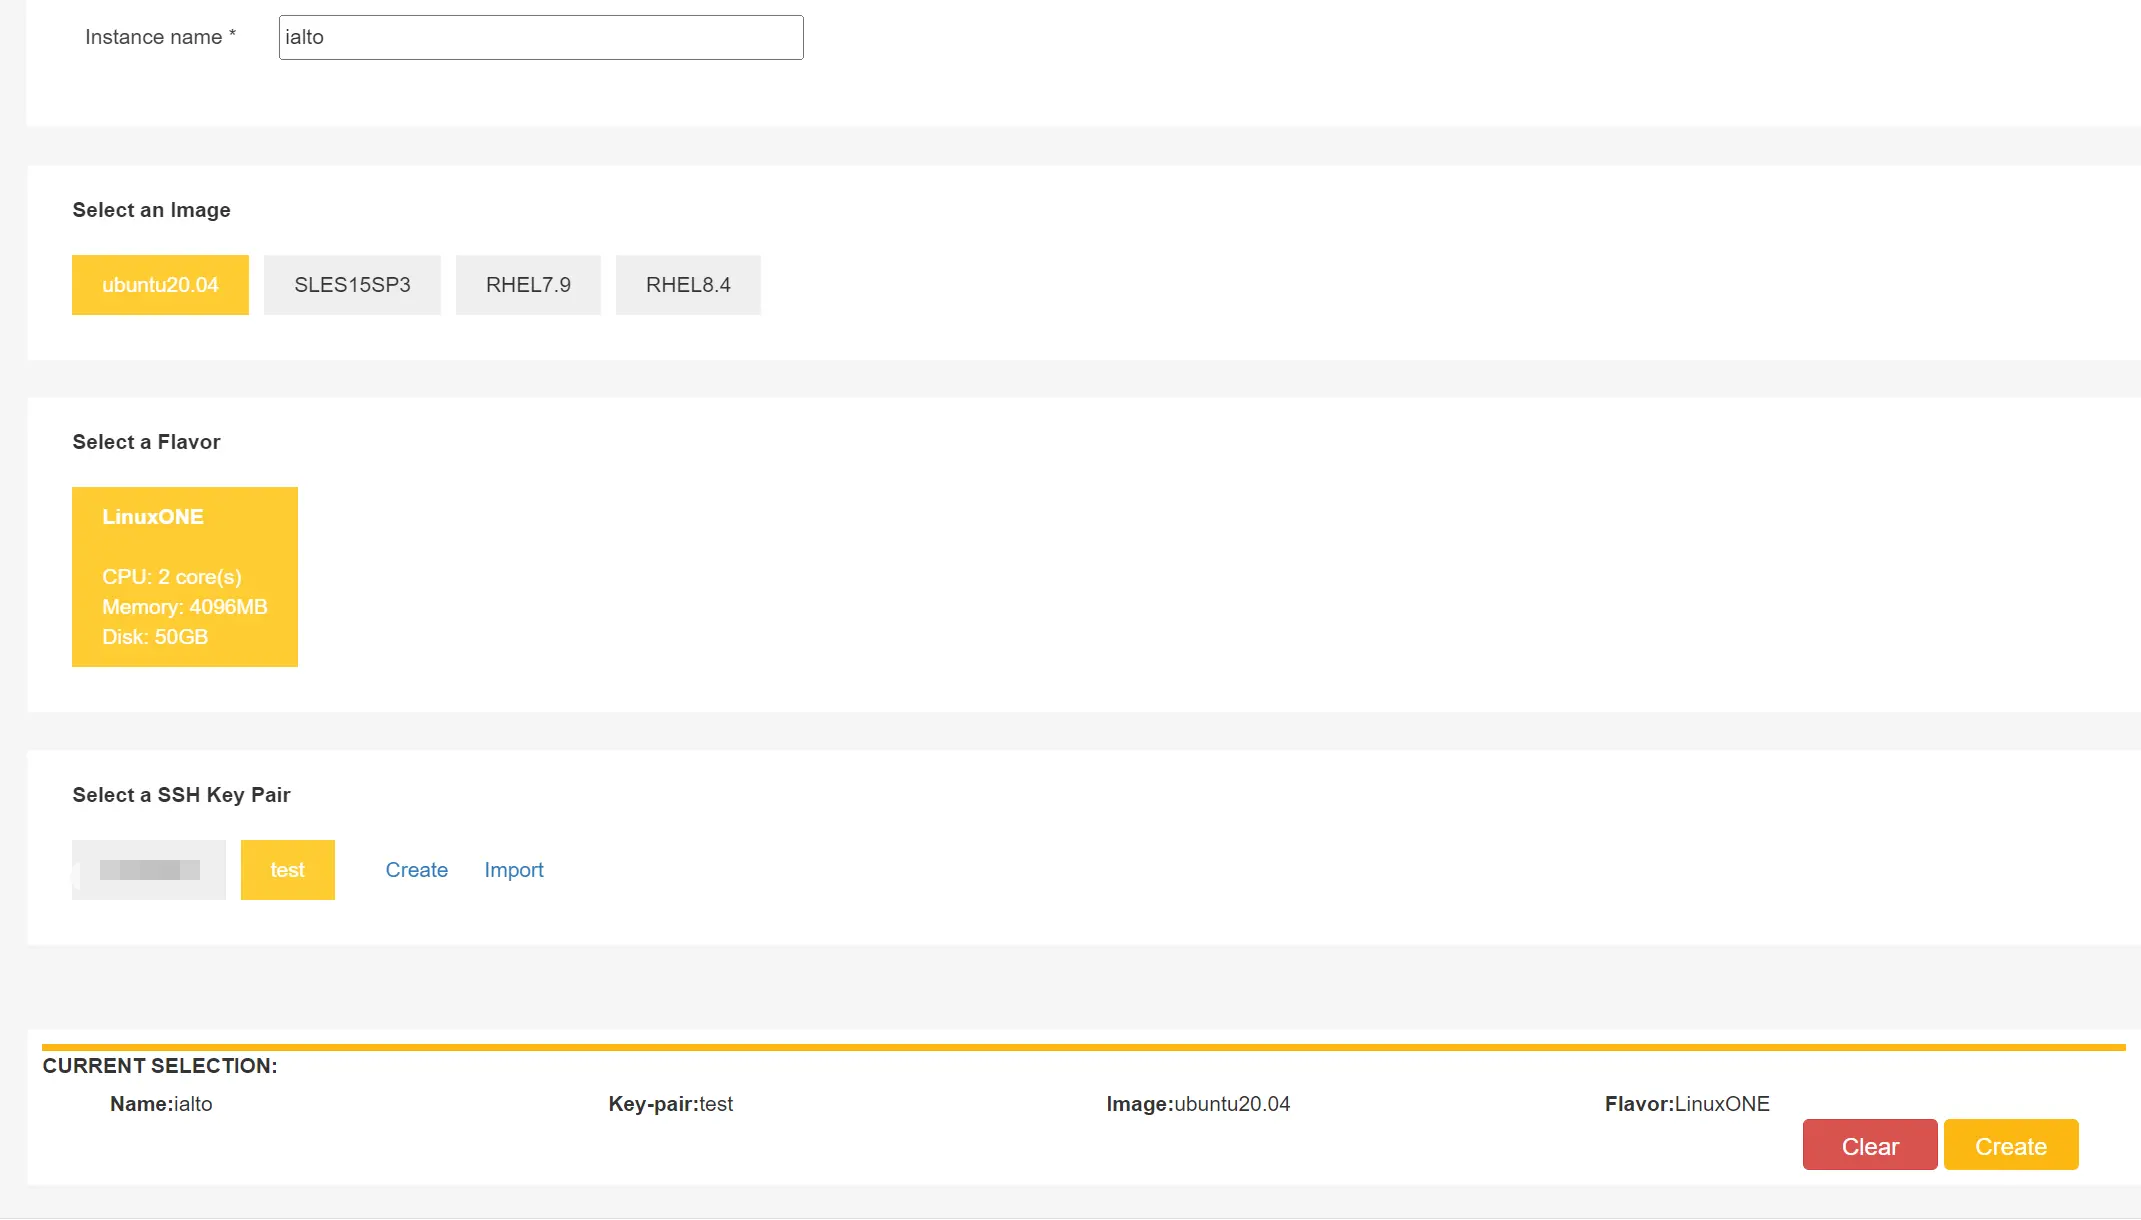 Instance name * ialto
Select an Image
ubuntu20.04 SLES15SP3 RHEL7.9 RHEL8.4
Select a Flavor
LinuxONE
CPU: 2 core(s)
Memory: 4096MB
Disk: 50GB
Select a SSH Key Pair
test Create Import
CURRENT SELECTION:
Name:ialto Key-pair:test Image:ubuntu20.04 Flavor:LinuxONE
Clear Create